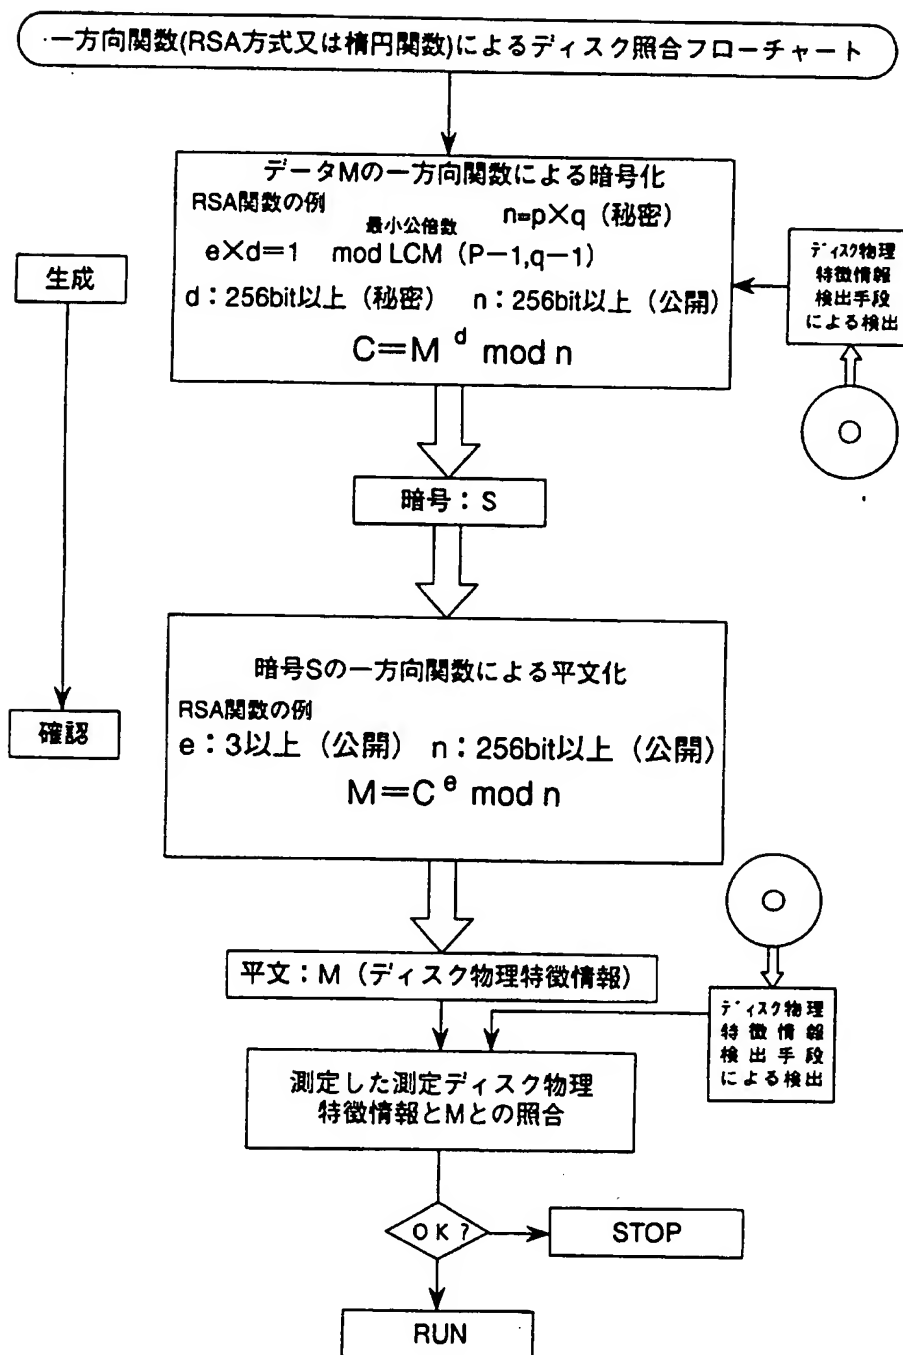 一方向関数(RSA方式又は楕円関数)によるディスク照合フローチャート
データMの一方向関数による暗号化
RSA関数の例
n=p×q（秘密）
最小公倍数
e×d=1 mod LCM（P−1,q−1）
d：256bit以上（秘密） n：256bit以上（公開）
C=M d mod n
生成
ディスク物理
特徴情報
検出手段
による検出
暗号：S
暗号Sの一方向関数による平文化
RSA関数の例
e：3以上（公開） n：256bit以上（公開）
M=C e mod n
確認
平文：M（ディスク物理特徴情報）
ディスク物理
特徴情報
検出手段
による検出
測定した測定ディスク物理
特徴情報とMとの照合
OK?
STOP
RUN